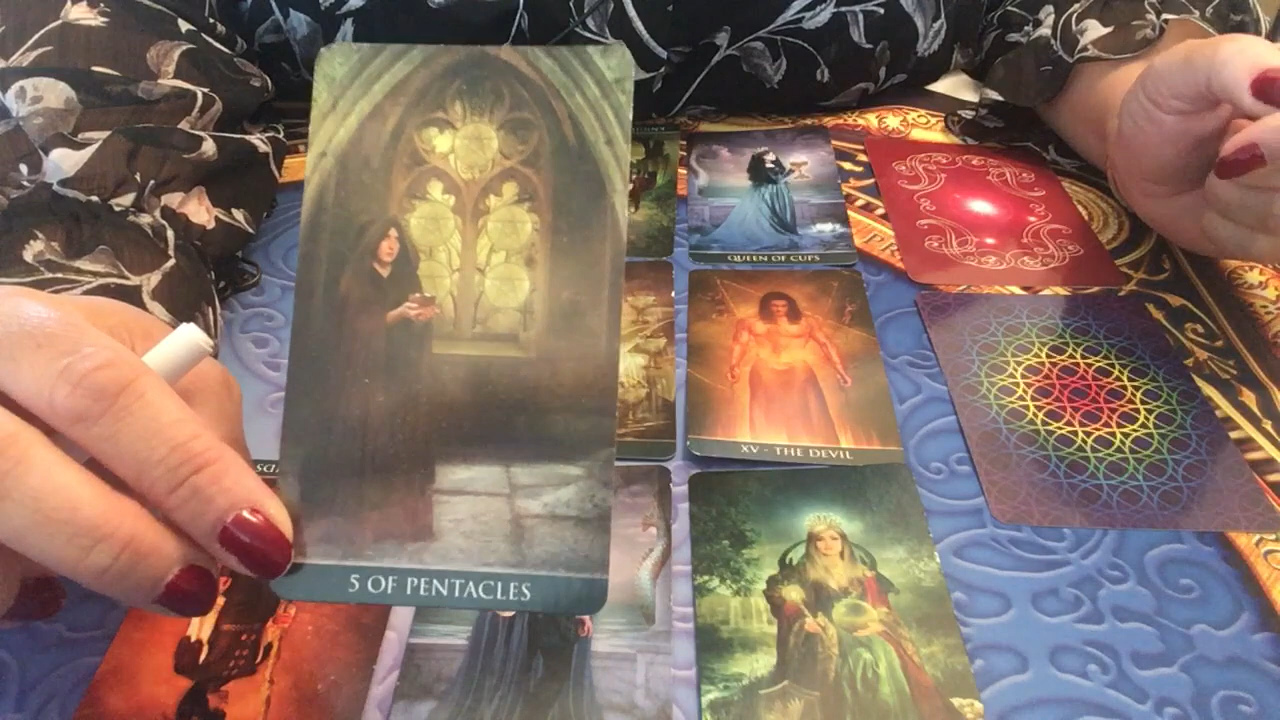 QUEEN OF CUPS
XV - THE DEVIL
5 OF PENTACLES